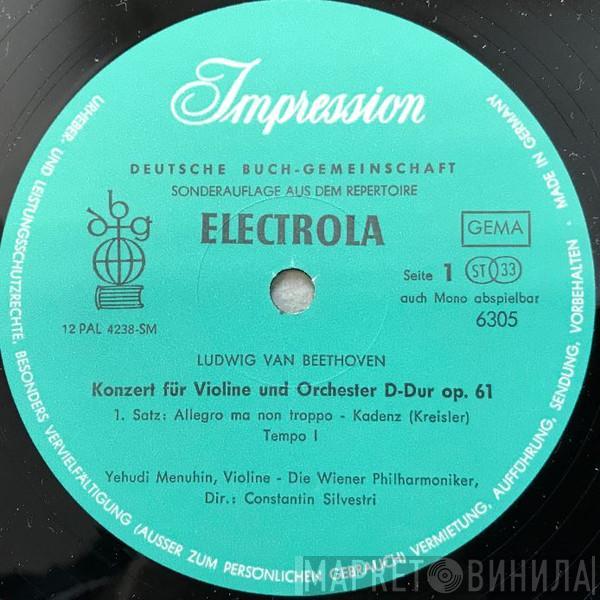 Impression
DEUTSCHE BUCH-GEMEINSCHAFT
SONDERAUFLAGE AUS DEM REPERTOIRE
ELECTROLA
dbg
GEMA
Seite 1 ST 33
auch Mono abspielbar
6305
12 PAL 4238-SM
LUDWIG VAN BEETHOVEN
Konzert für Violine und Orchester D-Dur op. 61
1. Satz: Allegro ma non troppo - Kadenz (Kreisler)
Tempo I
Yehudi Menuhin, Violine - Die Wiener Philharmoniker,
Dir.: Constantin Silvestri
URHEBER- UND LEISTUNGSSCHUTZRECHTE, BESONDERS VERVIELFÄLTIGUNG (AUSSER ZUM PERSÖNLICHEN GEBRAUCH) VERMIETUNG, AUFFÜHRUNG, SENDUNG, VORBEHALTEN · MADE IN GERMANY
МАРКЕТ ВИНИЛА